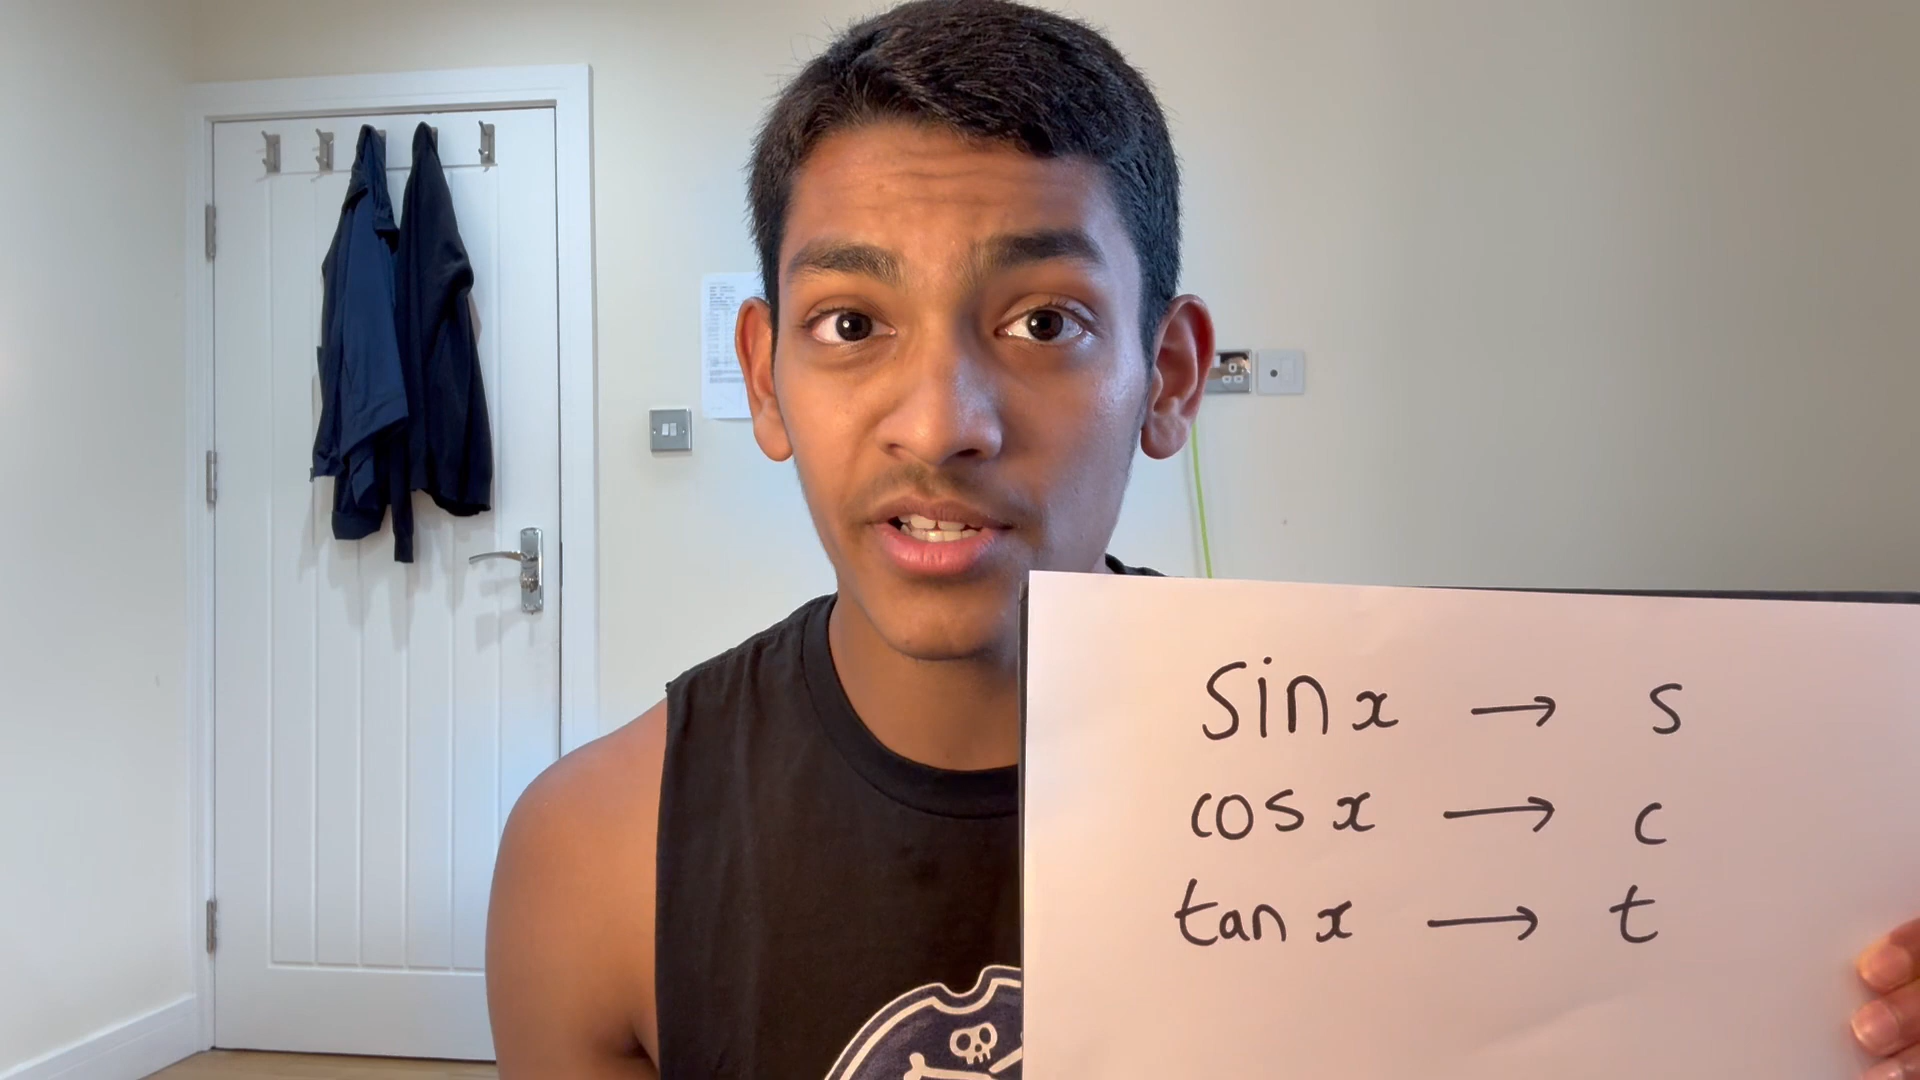 sin x → s
cos x → c
tan x → t